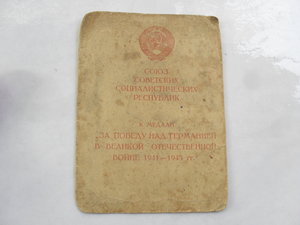 СОЮЗ
СОВЕТСКИХ
СОЦИАЛИСТИЧЕСКИХ
РЕСПУБЛИК
К МЕДАЛИ
„ЗА ПОБЕДУ НАД ГЕРМАНИЕЙ
В ВЕЛИКОЙ ОТЕЧЕСТВЕННОЙ
ВОЙНЕ 1941—1945 гг."